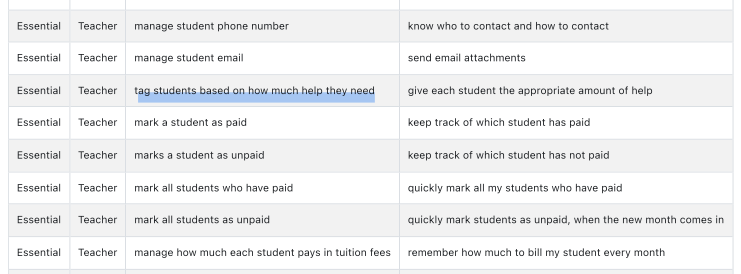 Essential Teacher manage student phone number know who to contact and how to contact
Essential Teacher manage student email send email attachments
Essential Teacher tag students based on how much help they need give each student the appropriate amount of help
Essential Teacher mark a student as paid keep track of which student has paid
Essential Teacher marks a student as unpaid keep track of which student has not paid
Essential Teacher mark all students who have paid quickly mark all my students who have paid
Essential Teacher mark all students as unpaid quickly mark students as unpaid, when the new month comes in
Essential Teacher manage how much each student pays in tuition fees remember how much to bill my student every month